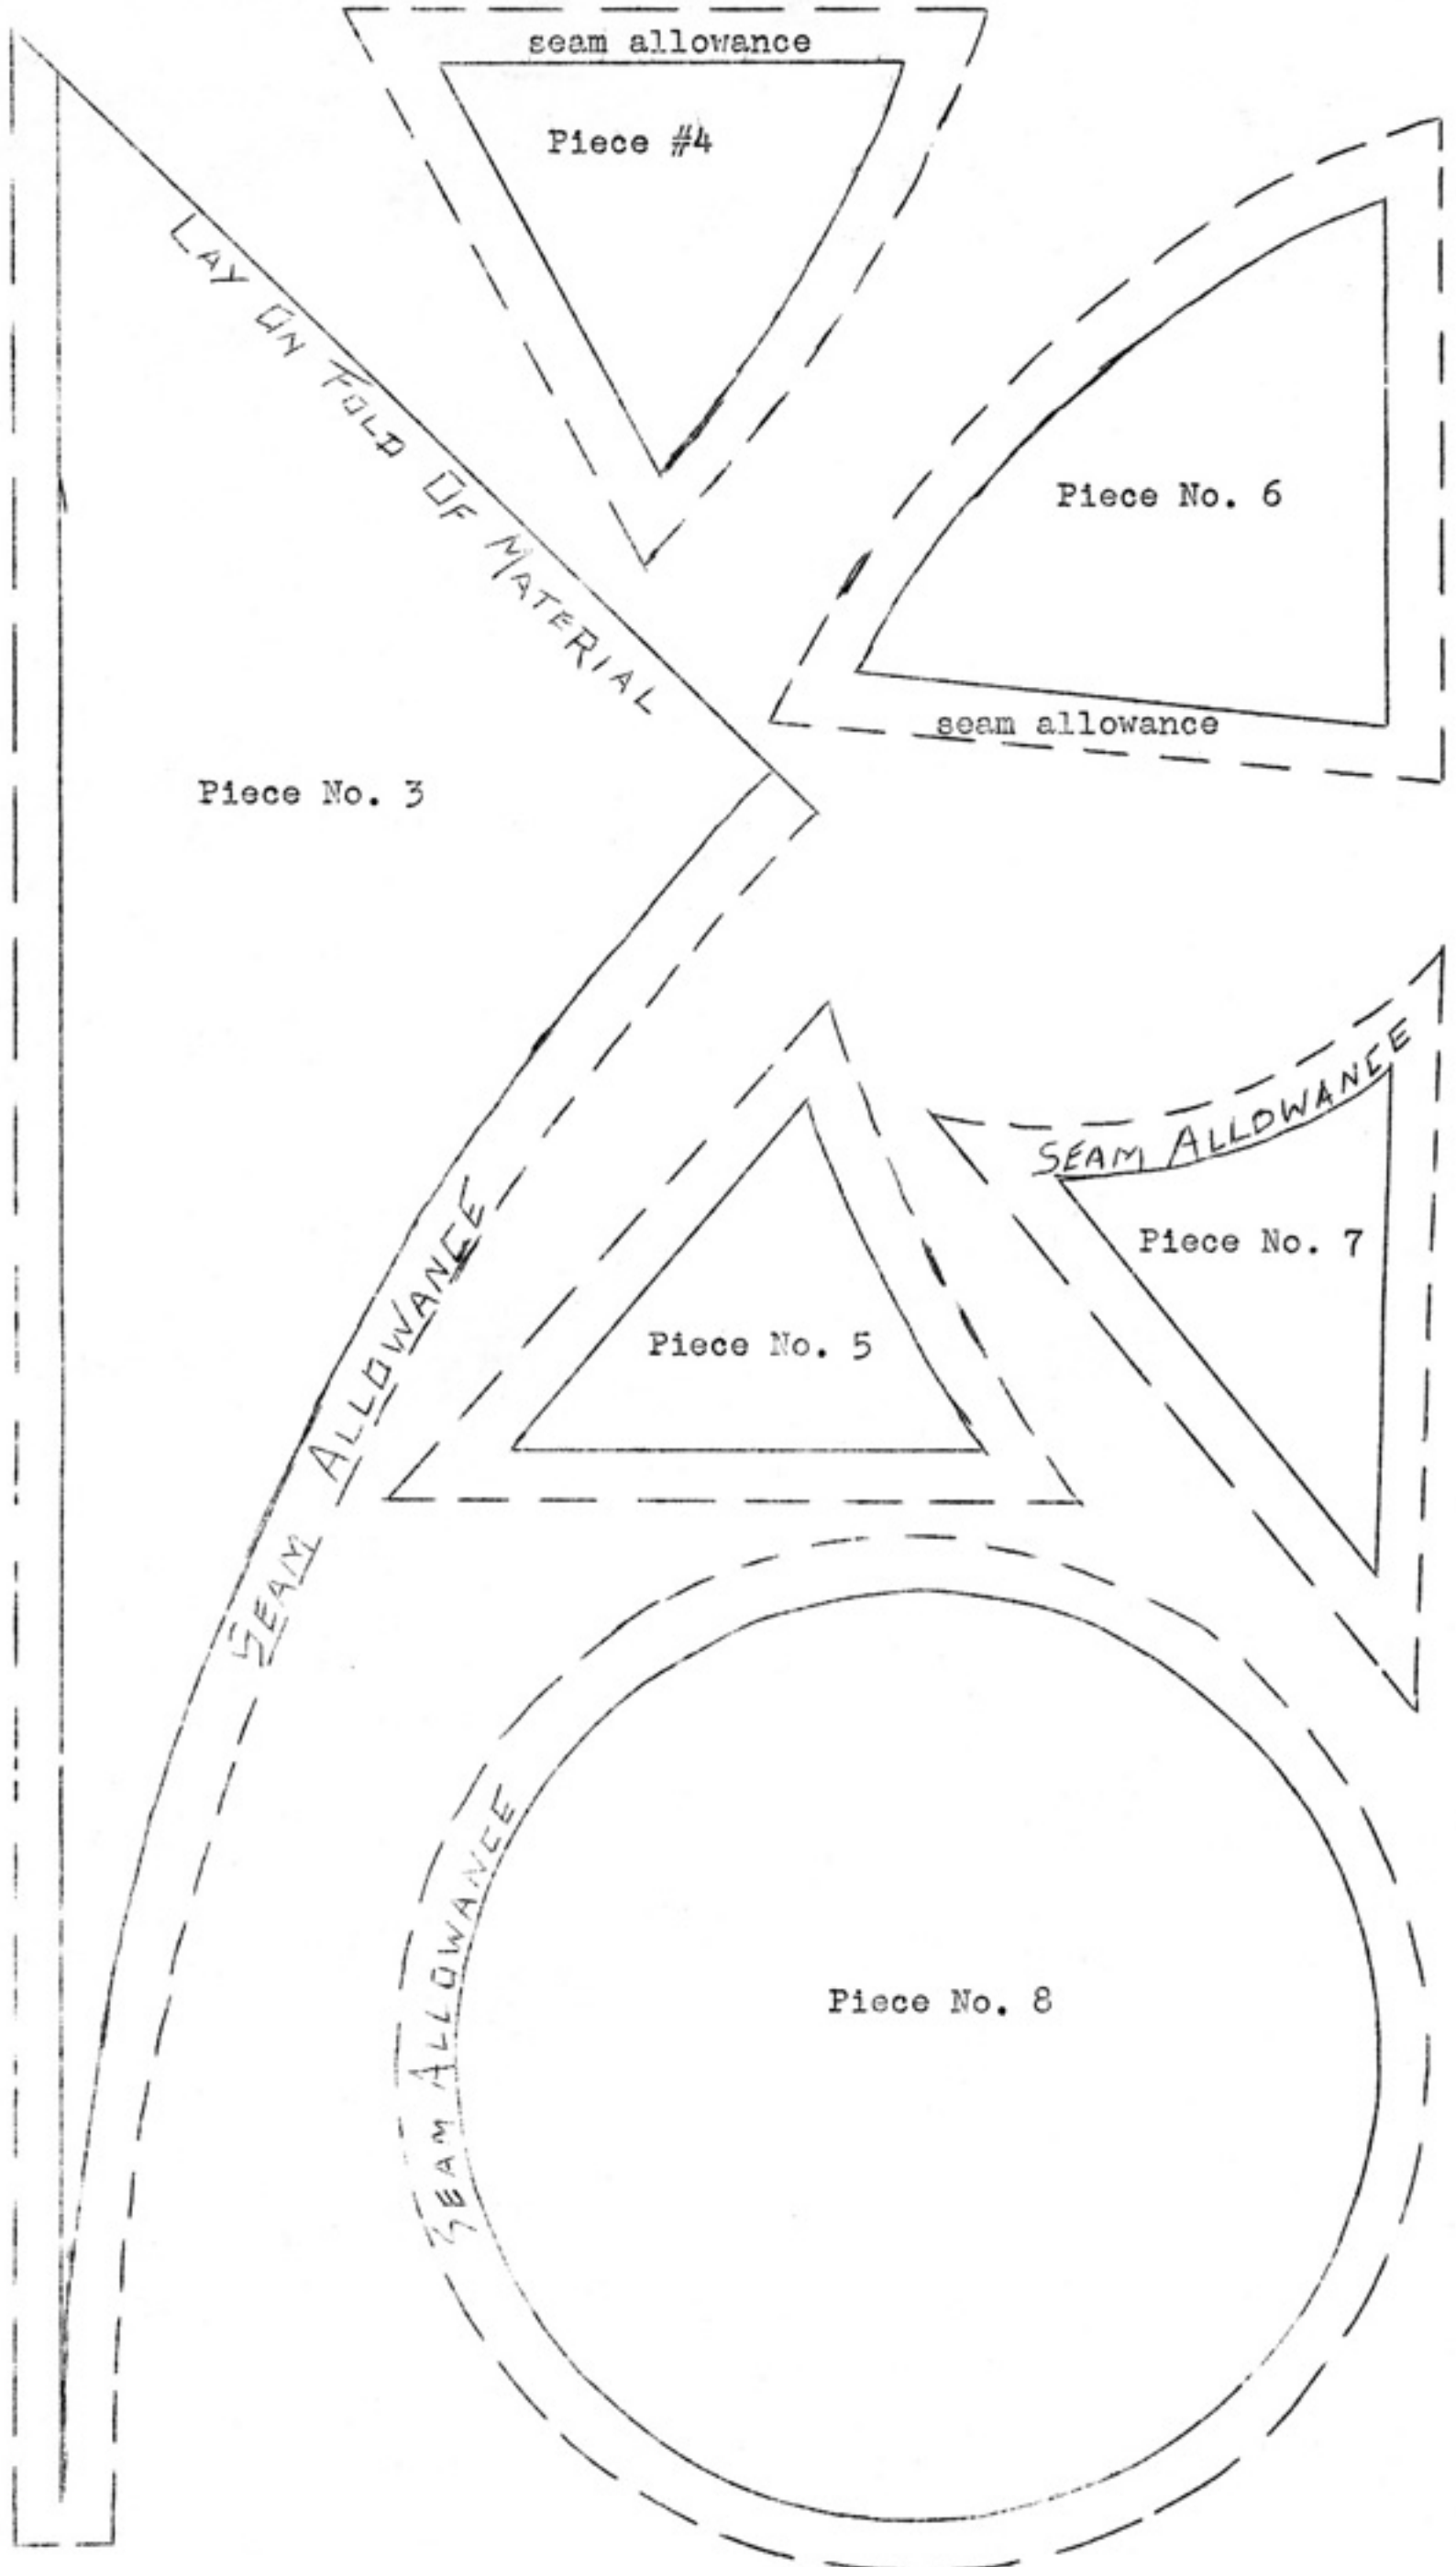 seam allowance
Piece #4
LAY ON FOLD OF MATERIAL
Piece No. 6
seam allowance
Piece No. 3
SEAM ALLOWANCE
Piece No. 7
SEAM ALLOWANCE
Piece No. 5
SEAM ALLOWANCE
Piece No. 8